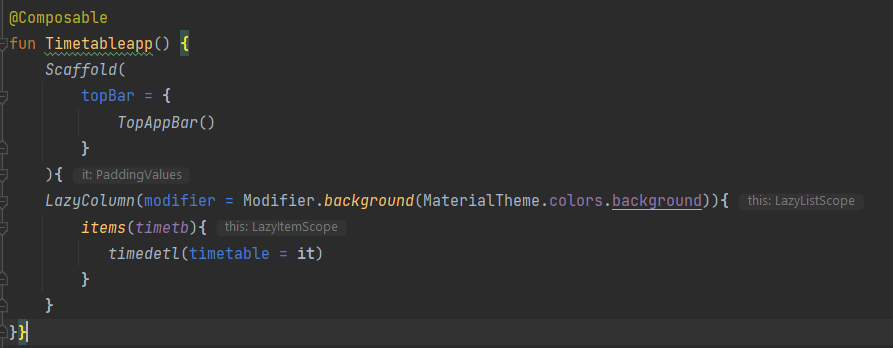 @Composable
fun Timetableapp() {
    Scaffold(
        topBar = {
            TopAppBar()
        }
    ){ it: PaddingValues
    LazyColumn(modifier = Modifier.background(MaterialTheme.colors.background)){ this: LazyListScope
        items(timetb){ this: LazyItemScope
           timedetl(timetable = it)
        }
    }
}}